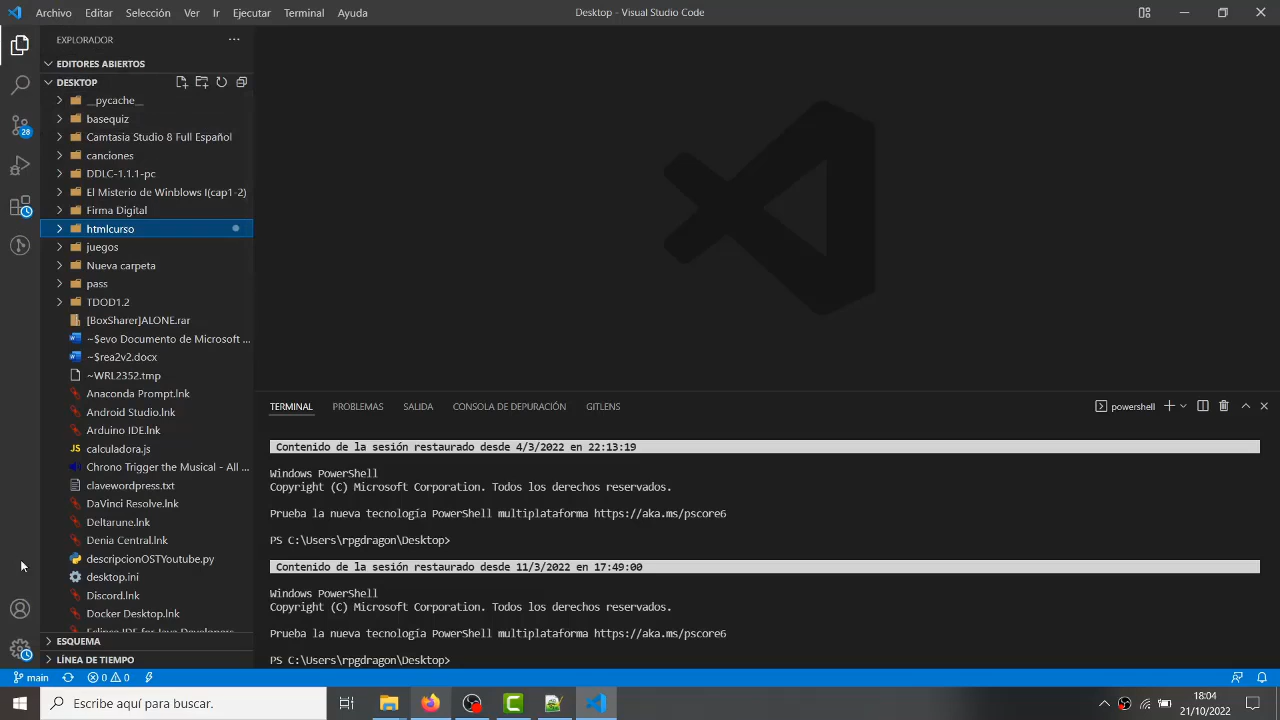 Archivo Editar Selección Ver Ir Ejecutar Terminal Ayuda Desktop - Visual Studio Code
EXPLORADOR
EDITORES ABIERTOS
DESKTOP
__pycache__
basequiz
Camtasia Studio 8 Full Español
28
canciones
DDLC-1.1.1-pc
El Misterio de Winblows I(cap1-2)
Firma Digital
htmlcurso
juegos
Nueva carpeta
pass
TDOD1.2
[BoxSharer]ALONE.rar
~$evo Documento de Microsoft ...
~$rea2v2.docx
~WRL2352.tmp
Anaconda Prompt.lnk
Android Studio.lnk
Arduino IDE.lnk
JS calculadora.js
Chrono Trigger the Musical - All ...
clavewordpress.txt
DaVinci Resolve.lnk
Deltarune.lnk
Denia Central.lnk
descripcionOSTYoutube.py
desktop.ini
Discord.lnk
Docker Desktop.lnk
Eclipse IDE for Java Developers
ESQUEMA
LÍNEA DE TIEMPO
TERMINAL PROBLEMAS SALIDA CONSOLA DE DEPURACIÓN GITLENS powershell
Contenido de la sesión restaurado desde 4/3/2022 en 22:13:19
Windows PowerShell
Copyright (C) Microsoft Corporation. Todos los derechos reservados.
Prueba la nueva tecnología PowerShell multiplataforma https://aka.ms/pscore6
PS C:\Users\rpgdragon\Desktop>
Contenido de la sesión restaurado desde 11/3/2022 en 17:49:00
Windows PowerShell
Copyright (C) Microsoft Corporation. Todos los derechos reservados.
Prueba la nueva tecnología PowerShell multiplataforma https://aka.ms/pscore6
PS C:\Users\rpgdragon\Desktop>
main 0 0
Escribe aquí para buscar.
18:04
21/10/2022